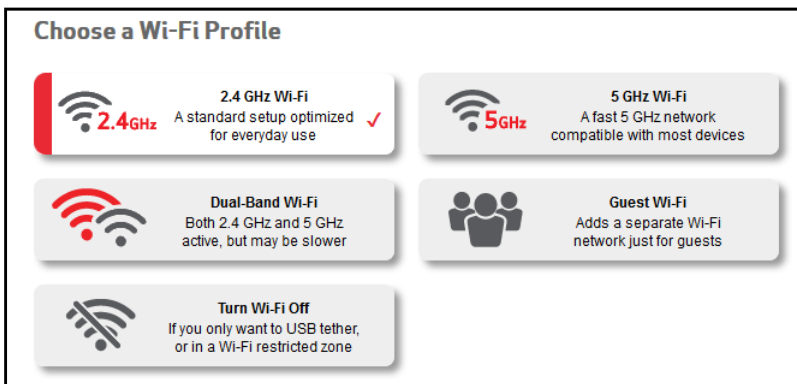 Choose a Wi-Fi Profile
2.4GHz
2.4 GHz Wi-Fi
A standard setup optimized
for everyday use
5GHz
5 GHz Wi-Fi
A fast 5 GHz network
compatible with most devices
Dual-Band Wi-Fi
Both 2.4 GHz and 5 GHz
active, but may be slower
Guest Wi-Fi
Adds a separate Wi-Fi
network just for guests
Turn Wi-Fi Off
If you only want to USB tether,
or in a Wi-Fi restricted zone